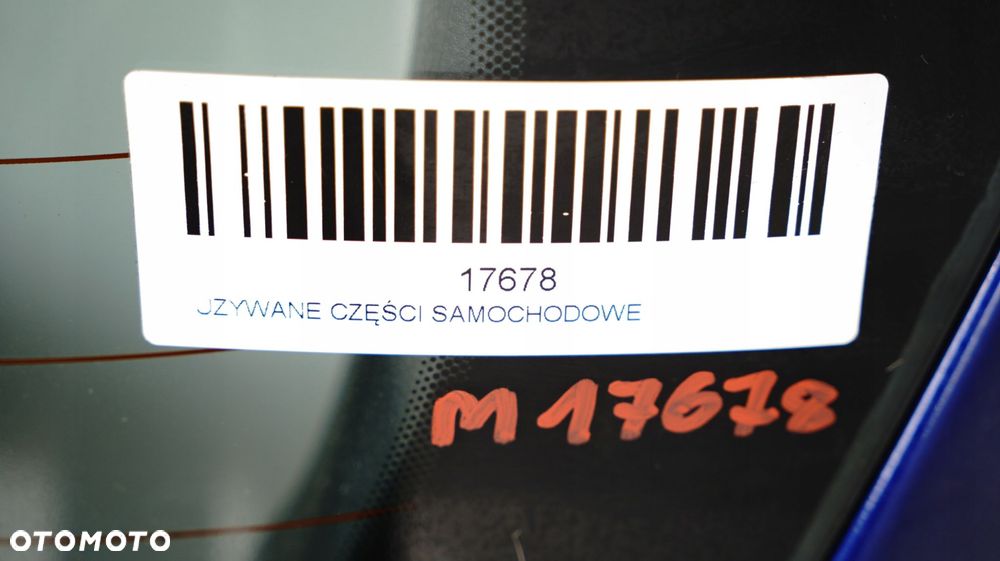 17678
UZYWANE CZĘŚCI SAMOCHODOWE
M 17678
OTOMOTO